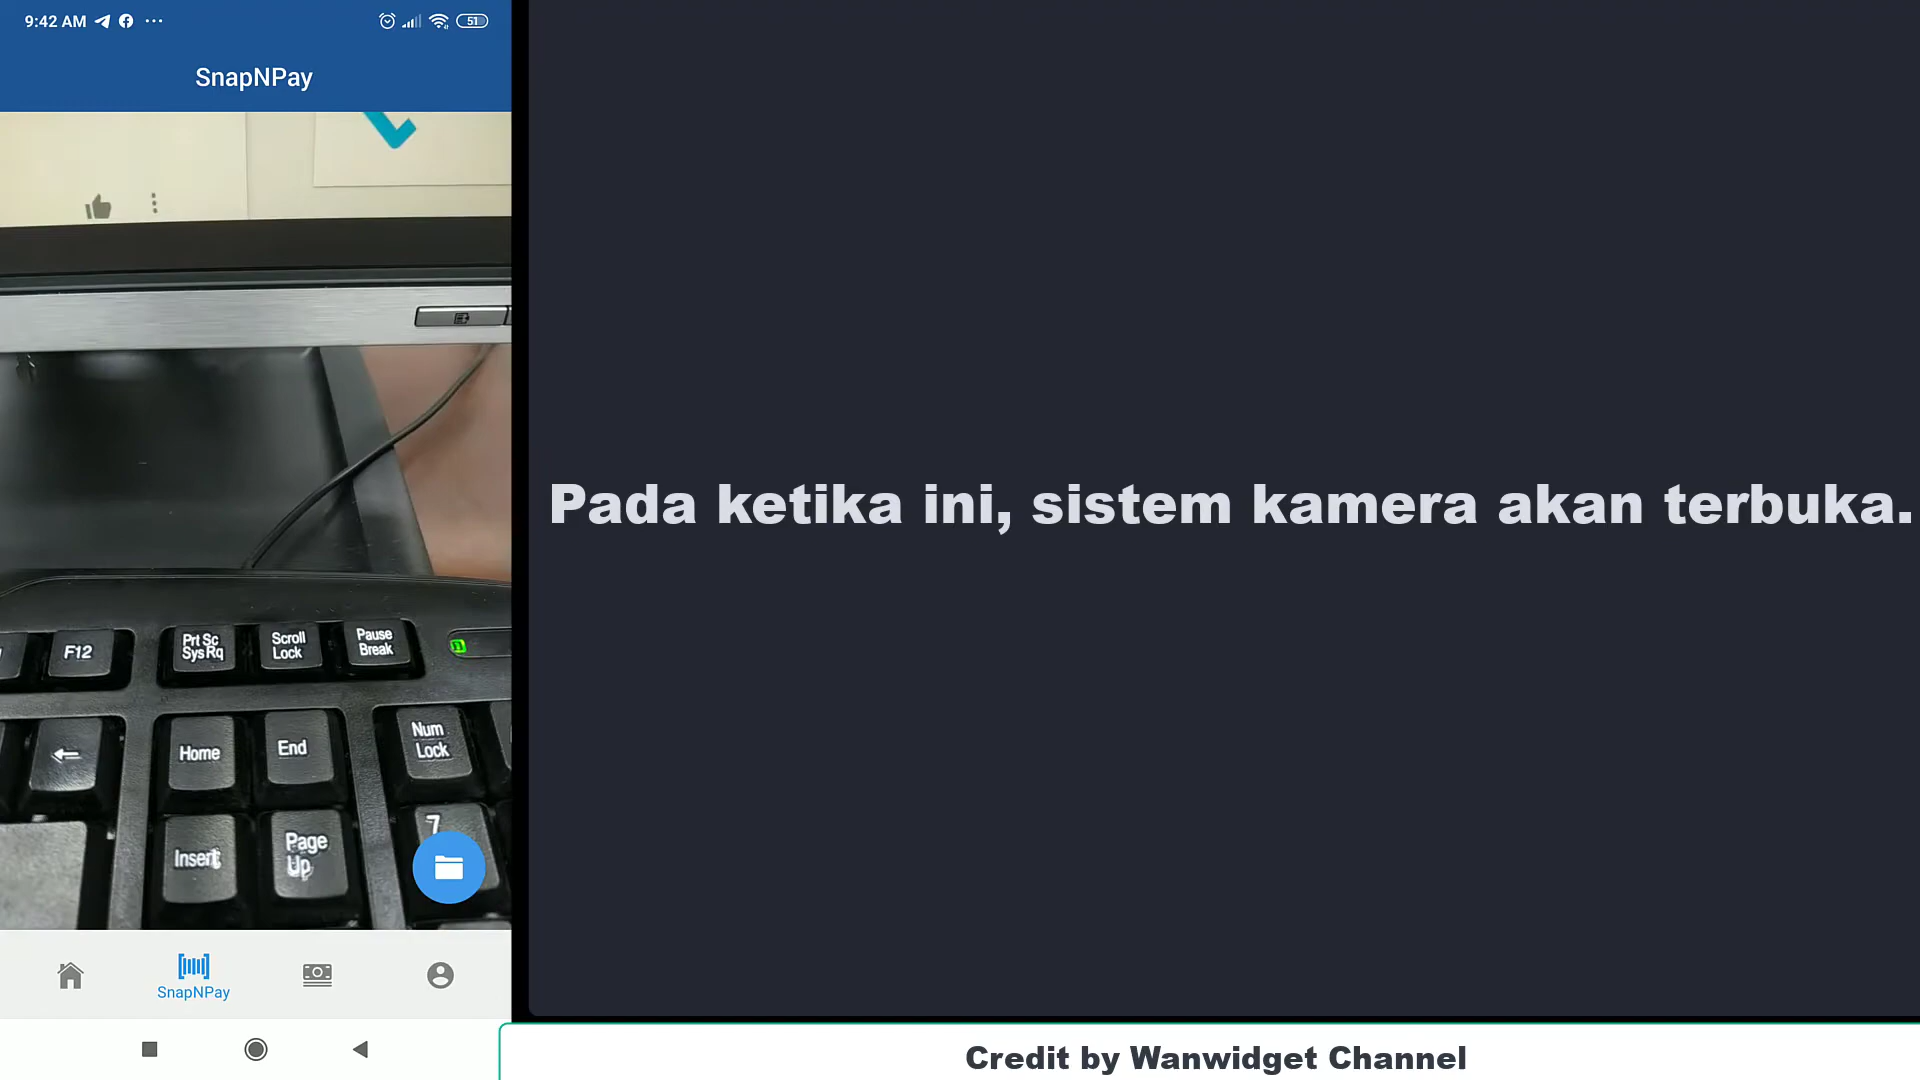 9:42 AM
51
SnapNPay
Pada ketika ini, sistem kamera akan terbuka.
F12
Prt Sc
Sys Rq
Scroll
Lock
Pause
Break
Home
End
Num
Lock
Insert
Page
Up
7
SnapNPay
Credit by Wanwidget Channel